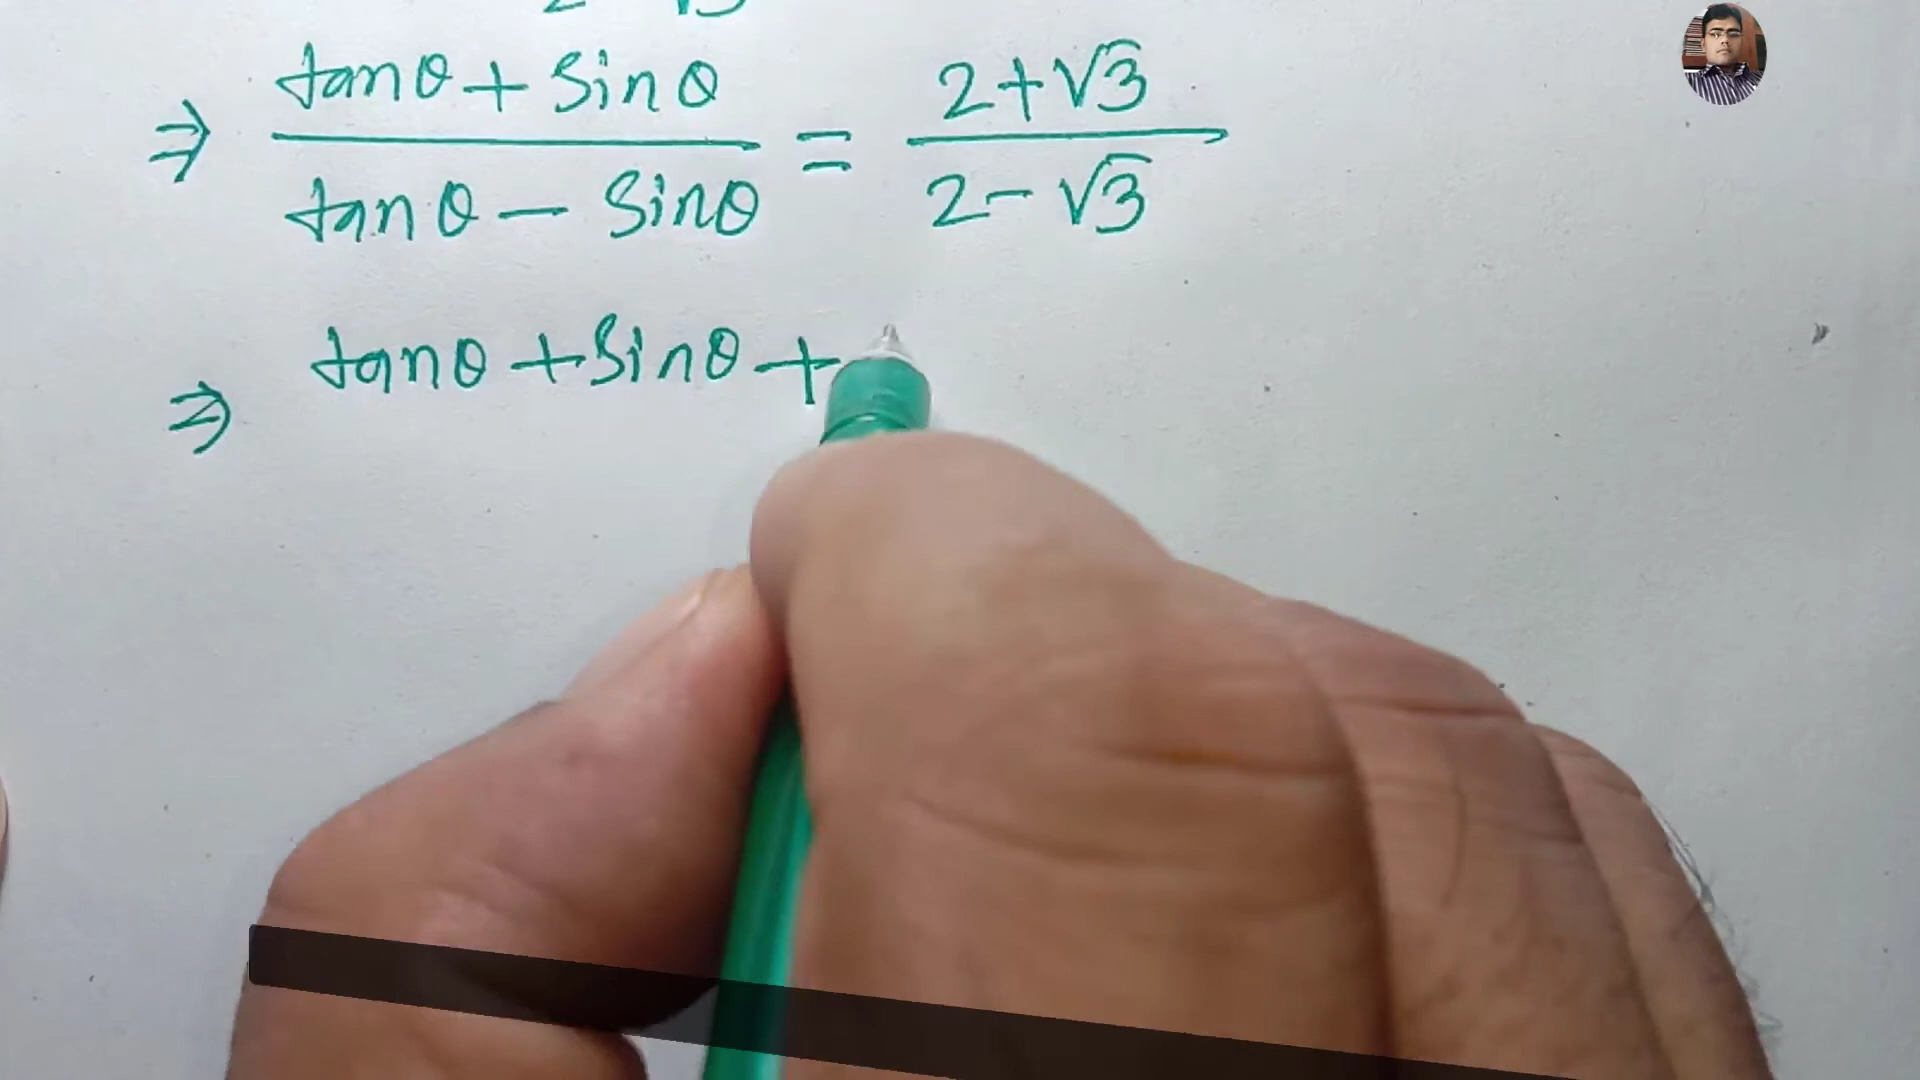 ⇒ tanθ + sinθ / tanθ − sinθ = 2+√3 / 2−√3
⇒ tanθ + sinθ +